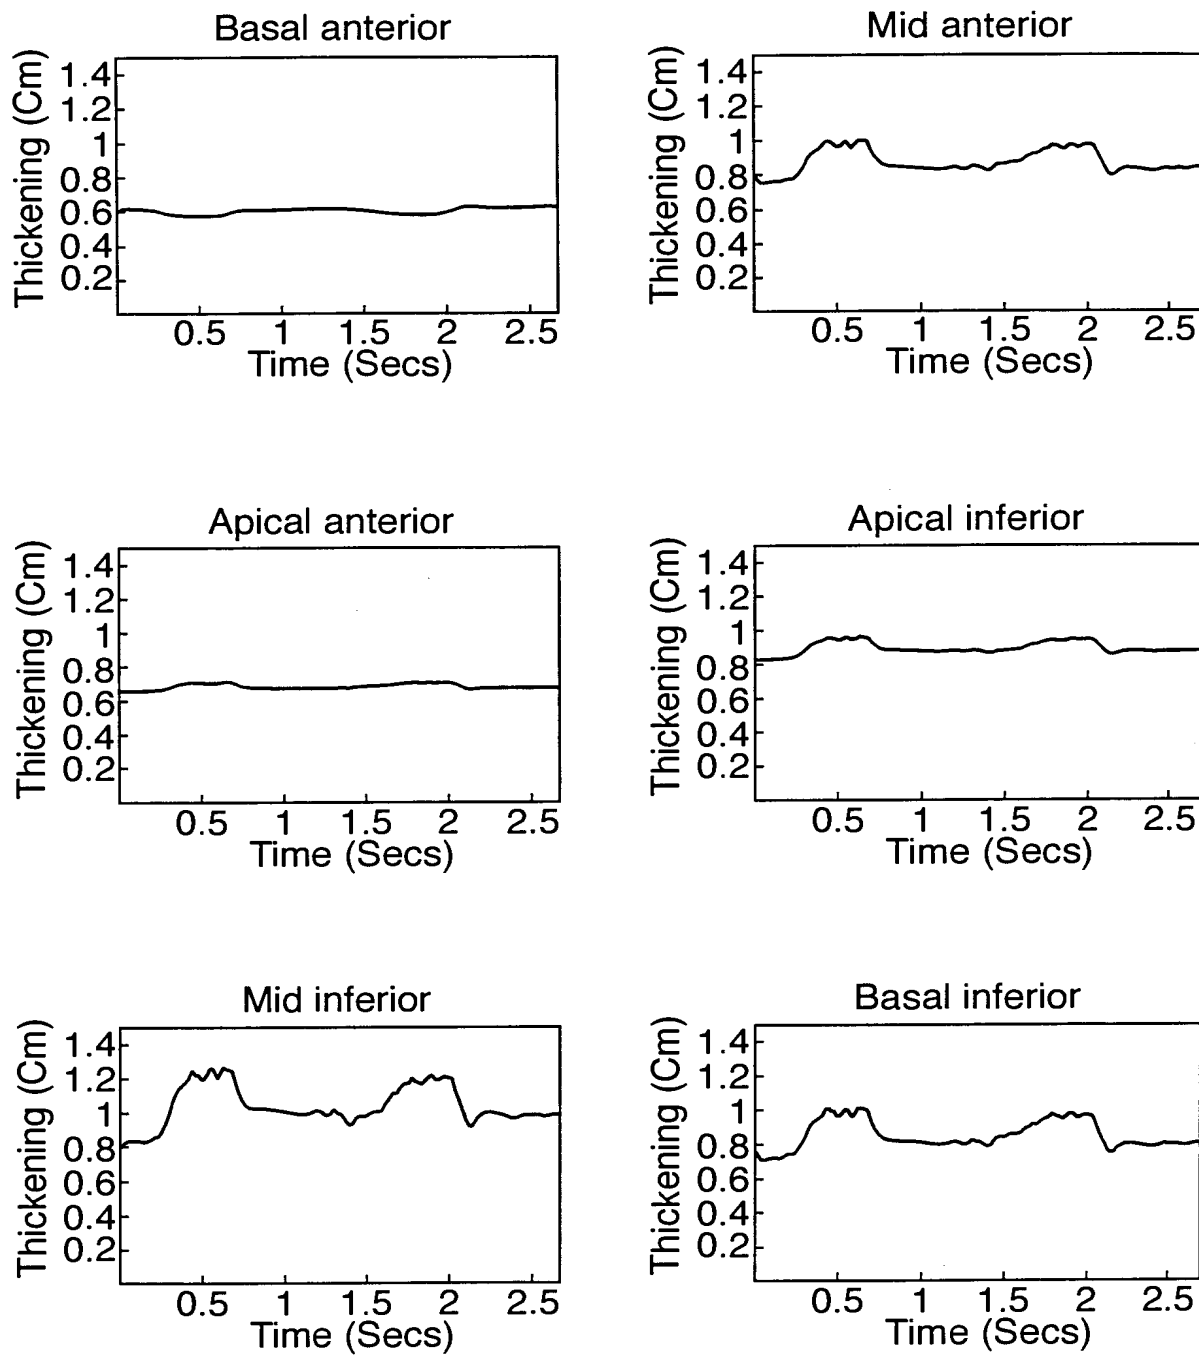 Basal anterior
Thickening (Cm)
1.4
1.2
1
0.8
0.6
0.4
0.2
0.5 1 1.5 2 2.5
Time (Secs)
Mid anterior
Thickening (Cm)
1.4
1.2
1
0.8
0.6
0.4
0.2
0.5 1 1.5 2 2.5
Time (Secs)
Apical anterior
Thickening (Cm)
1.4
1.2
1
0.8
0.6
0.4
0.2
0.5 1 1.5 2 2.5
Time (Secs)
Apical inferior
Thickening (Cm)
1.4
1.2
1
0.8
0.6
0.4
0.2
0.5 1 1.5 2 2.5
Time (Secs)
Mid inferior
Thickening (Cm)
1.4
1.2
1
0.8
0.6
0.4
0.2
0.5 1 1.5 2 2.5
Time (Secs)
Basal inferior
Thickening (Cm)
1.4
1.2
1
0.8
0.6
0.4
0.2
0.5 1 1.5 2 2.5
Time (Secs)